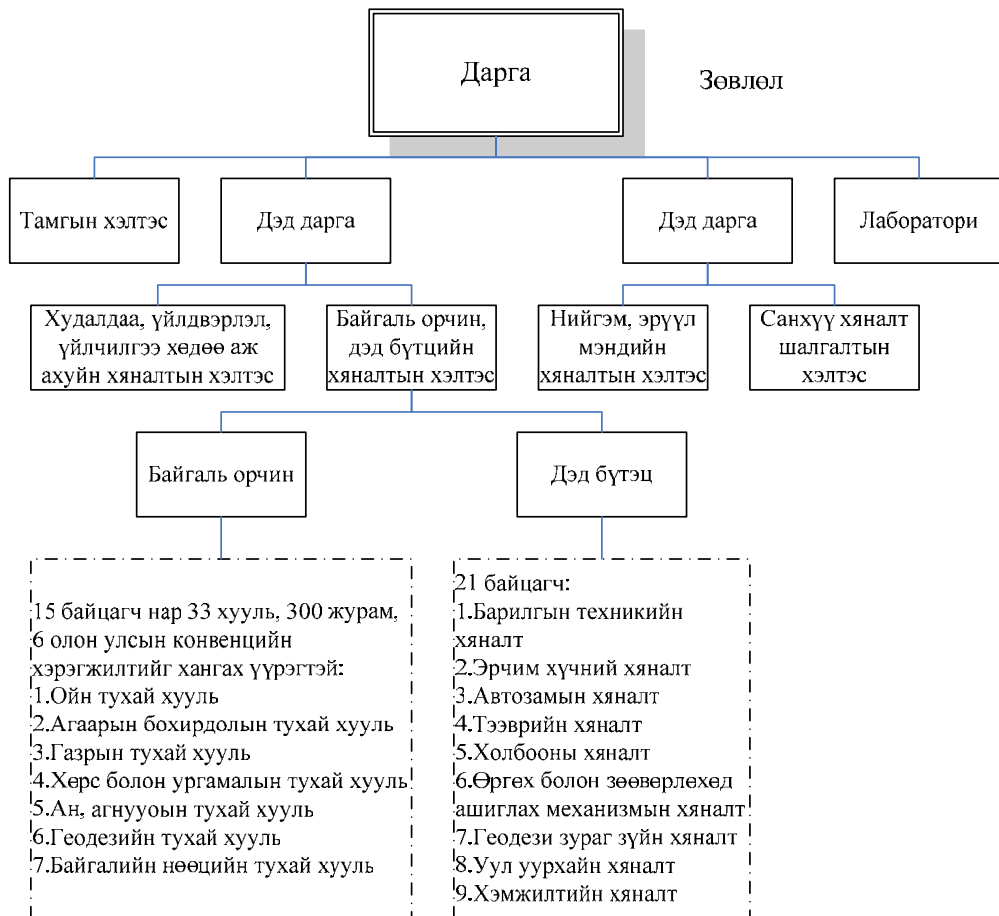 Дарга
Зөвлөл
Тамгын хэлтэс
Дэд дарга
Дэд дарга
Лаборатори
Худалдаа, үйлдвэрлэл,
үйлчилгээ хөдөө аж
ахуйн хяналтын хэлтэс
Байгаль орчин,
дэд бүтцийн
хяналтын хэлтэс
Нийгэм, эрүүл
мэндийн
хяналтын хэлтэс
Санхүү хяналт
шалгалтын
хэлтэс
Байгаль орчин
Дэд бүтэц
15 байцагч нар 33 хууль, 300 журам,
6 олон улсын конвенцийн
хэрэгжилтийг хангах үүрэгтэй:
1.Ойн тухай хууль
2.Агаарын бохирдолын тухай хууль
3.Газрын тухай хууль
4.Хөрс болон ургамалын тухай хууль
5.Ан, агнууоын тухай хууль
6.Геодезийн тухай хууль
7.Байгалийн нөөцийн тухай хууль
21 байцагч:
1.Барилгын техникийн
хяналт
2.Эрчим хүчний хяналт
3.Автозамын хяналт
4.Тээврийн хяналт
5.Холбооны хяналт
6.Өргөх болон зөөвөрлөхөд
ашиглах механизмын хяналт
7.Геодези зураг зүйн хяналт
8.Уул уурхайн хяналт
9.Хэмжилтийн хяналт